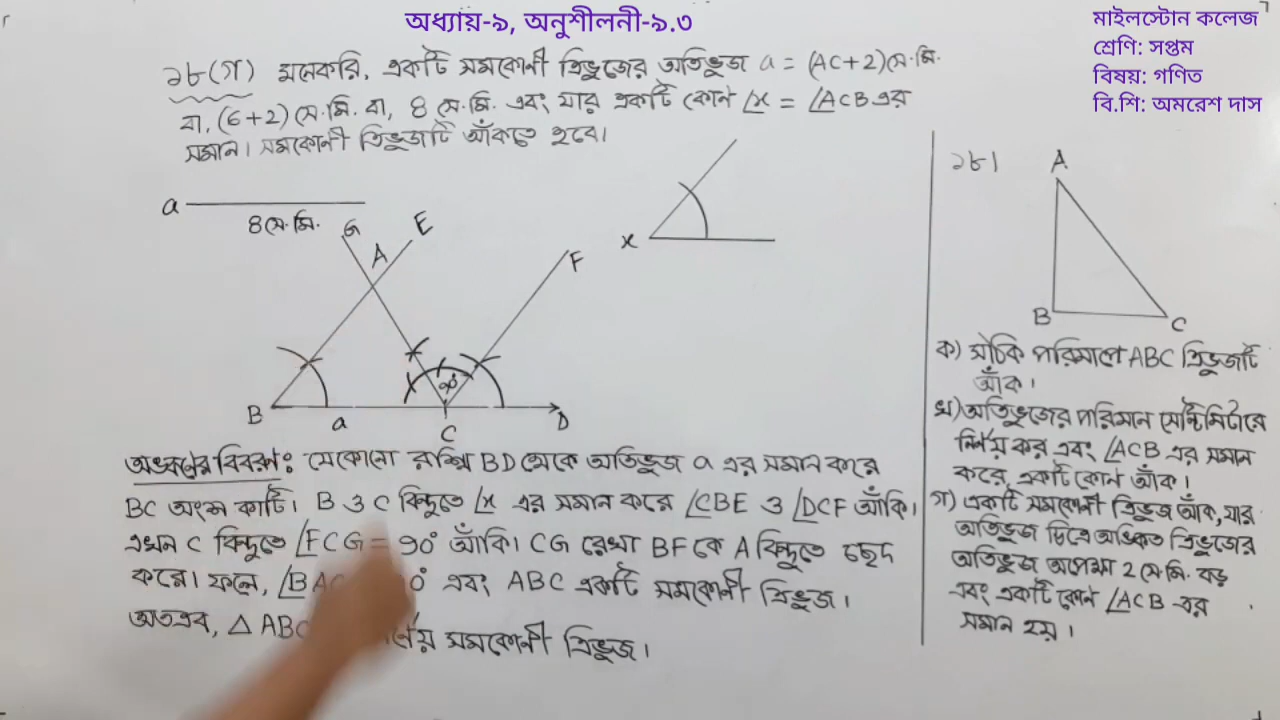 অধ্যায়-৯, অনুশীলনী-৯.৩
মাইলস্টোন কলেজ
শ্রেণি: সপ্তম
বিষয়: গণিত
বি.শি: অমরেশ দাস
১৮(গ) মনেকরি, একটি সমকোনী ত্রিভুজের অতিভুজ a = (AC+2)সে.মি.
বা, (6+2)সে.মি. বা, 8 সে.মি. এবং যার একটি কোন ∠x = ∠ACB এর
সমান। সমকোনী ত্রিভুজটি আঁকতে হবে।
a
8সে.মি.
G
A
E
F
x
B
a
C
D
90°
অঙ্কনের বিবরণ: যেকোনো রশ্মি BD থেকে অতিভুজ a এর সমান করে
BC অংশ কাটি। B ও C বিন্দুতে ∠x এর সমান করে ∠CBE ও ∠DCF আঁকি।
এখন C বিন্দুতে ∠FCG = 90° আঁকি। CG রেখা BF কে A বিন্দুতে ছেদ
করে। ফলে, ∠BAC 0° এবং ABC একটি সমকোনী ত্রিভুজ।
অতএব, △ ABC র্ণেয় সমকোনী ত্রিভুজ।
১৮।
A
B
C
ক) সঠিক পরিমাপে ABC ত্রিভুজটি
আঁক।
খ) অতিভুজের পরিমান সেন্টিমিটারে
নির্ণয় কর এবং ∠ACB এর সমান
করে একটি কোন আঁক।
গ) একটি সমকোনী ত্রিভুজ আঁক, যার
অতিভুজ চিত্রে অঙ্কিত ত্রিভুজের
অতিভুজ অপেক্ষা 2 সে.মি. বড়
এবং একটি কোন ∠ACB এর
সমান হয়।